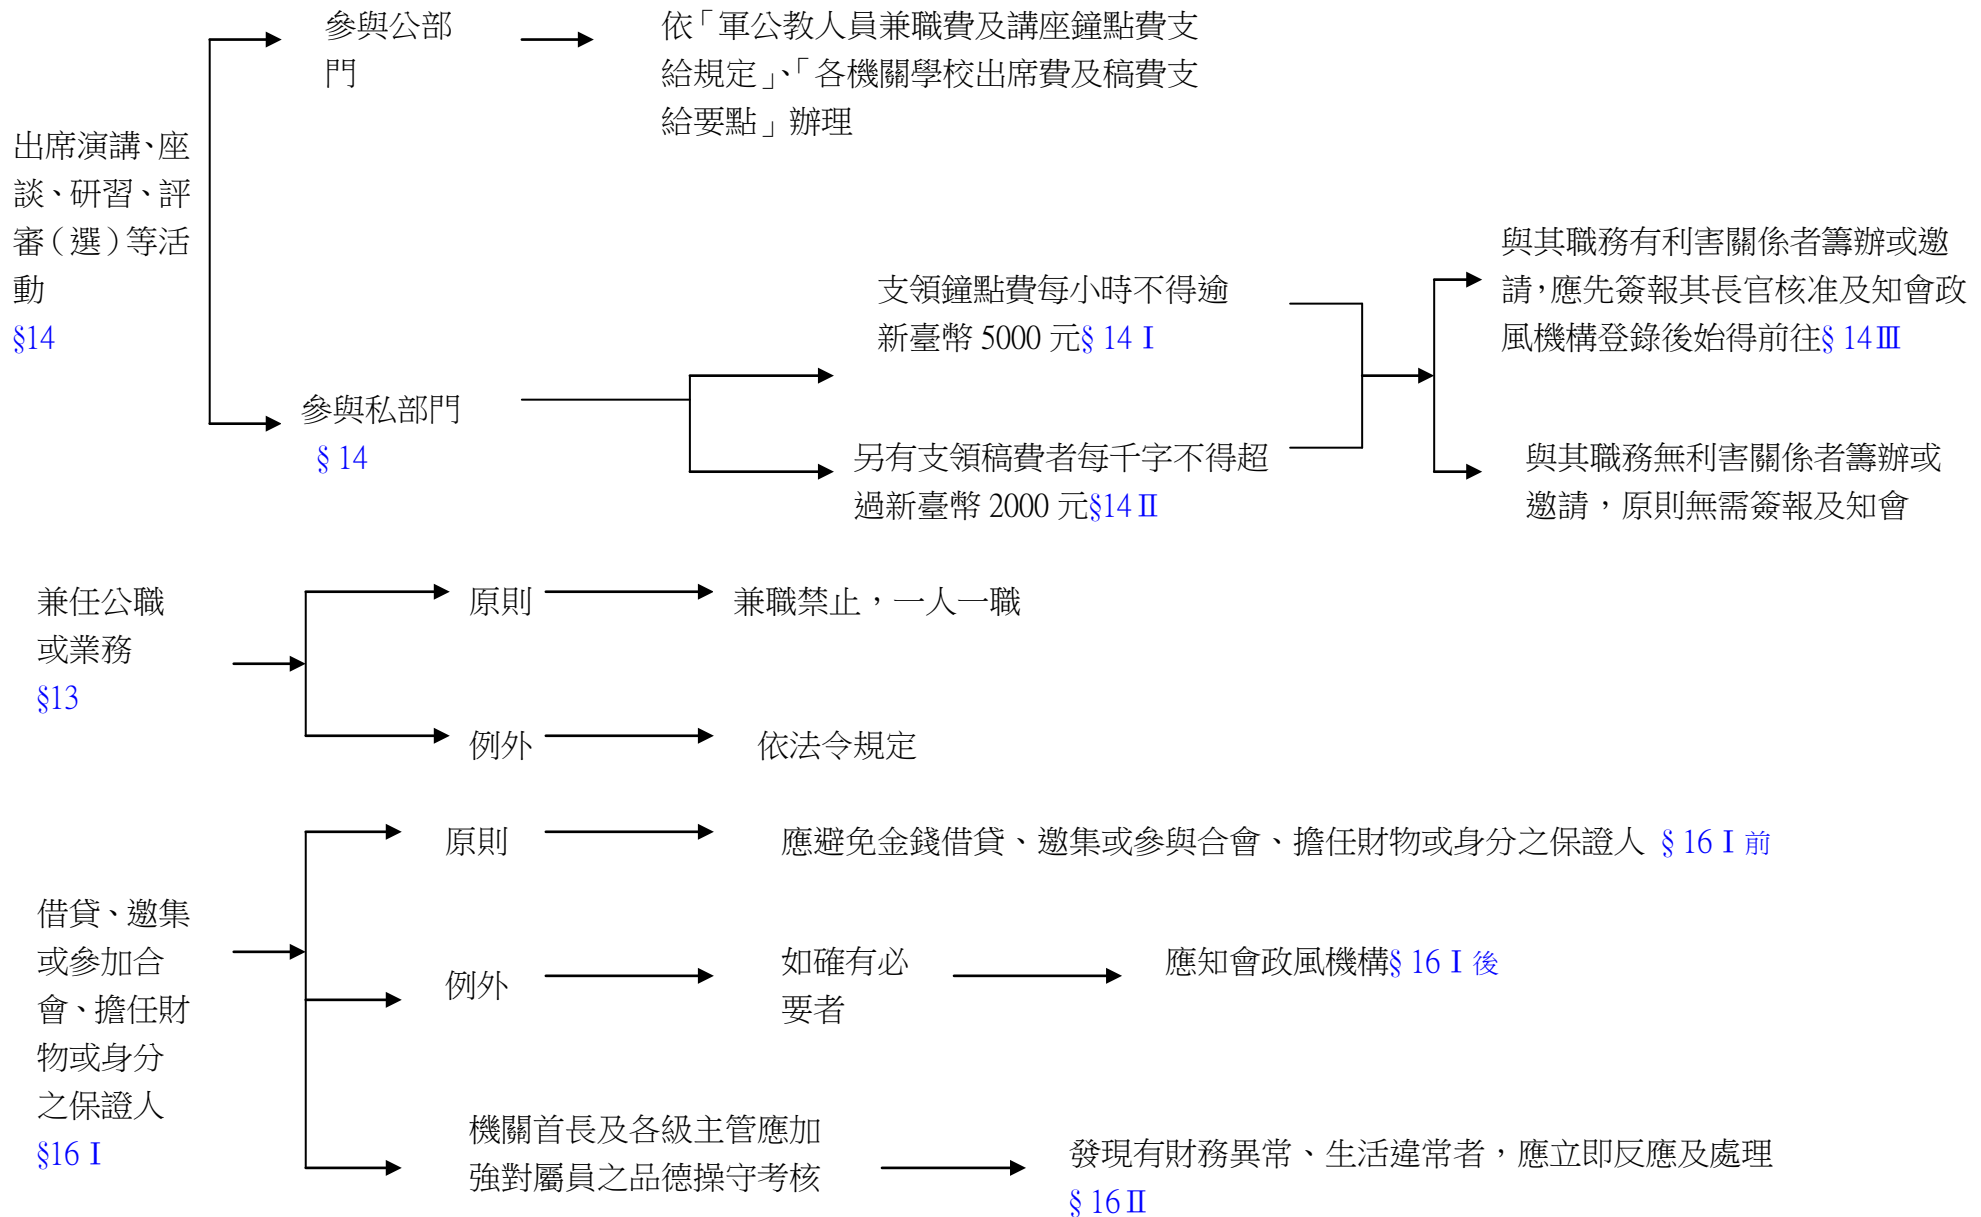 出席演講、座
談、研習、評
審(選)等活
動
§14
參與公部
門
依「軍公教人員兼職費及講座鐘點費支
給規定」、「各機關學校出席費及稿費支
給要點」辦理
參與私部門
§14
支領鐘點費每小時不得逾
新臺幣 5000 元§14Ⅰ
另有支領稿費者每千字不得超
過新臺幣 2000 元§14Ⅱ
與其職務有利害關係者籌辦或邀
請,應先簽報其長官核准及知會政
風機構登錄後始得前往§14Ⅲ
與其職務無利害關係者籌辦或
邀請,原則無需簽報及知會
兼任公職
或業務
§13
原則
兼職禁止,一人一職
例外
依法令規定
借貸、邀集
或參加合
會、擔任財
物或身分
之保證人
§16Ⅰ
原則
應避免金錢借貸、邀集或參與合會、擔任財物或身分之保證人 §16Ⅰ前
例外
如確有必
要者
應知會政風機構§16Ⅰ後
機關首長及各級主管應加
強對屬員之品德操守考核
發現有財務異常、生活違常者,應立即反應及處理
§16Ⅱ